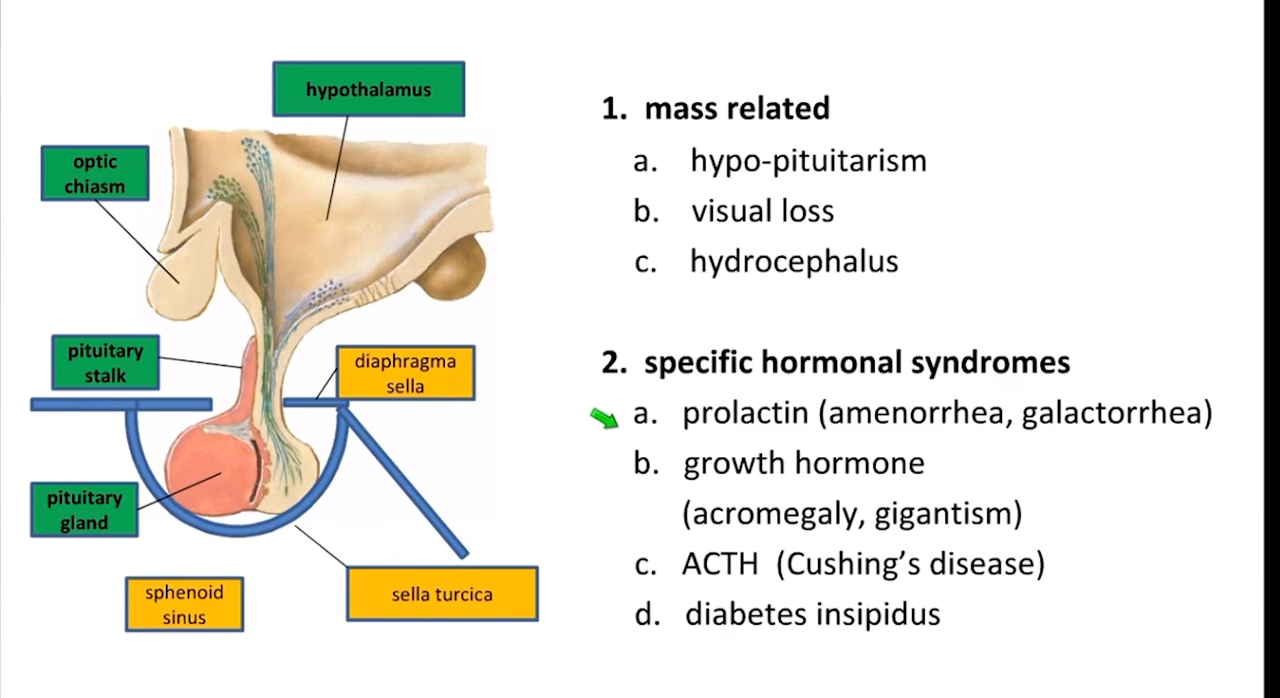 hypothalamus
optic
chiasm
pituitary
stalk
diaphragma
sella
pituitary
gland
sphenoid
sinus
sella turcica
1. mass related
a. hypo-pituitarism
b. visual loss
c. hydrocephalus
2. specific hormonal syndromes
a. prolactin (amenorrhea, galactorrhea)
b. growth hormone
(acromegaly, gigantism)
c. ACTH (Cushing’s disease)
d. diabetes insipidus